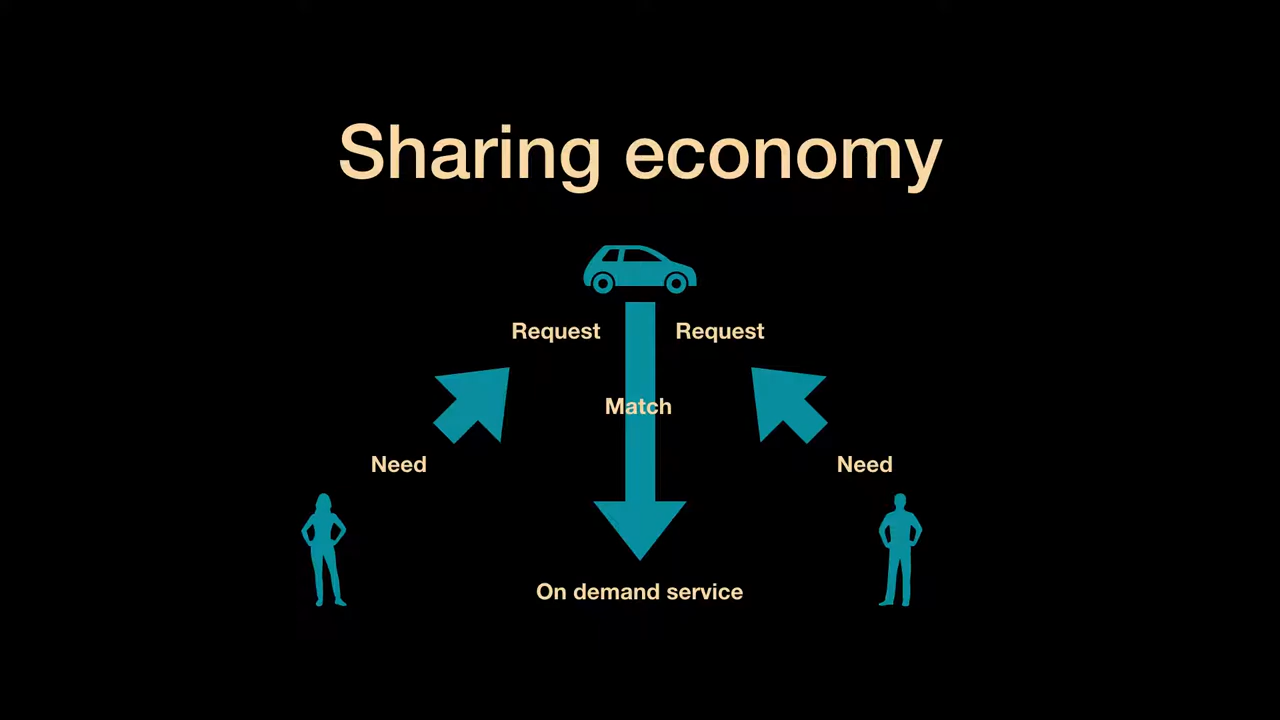 Sharing economy
Request
Request
Match
Need
Need
On demand service